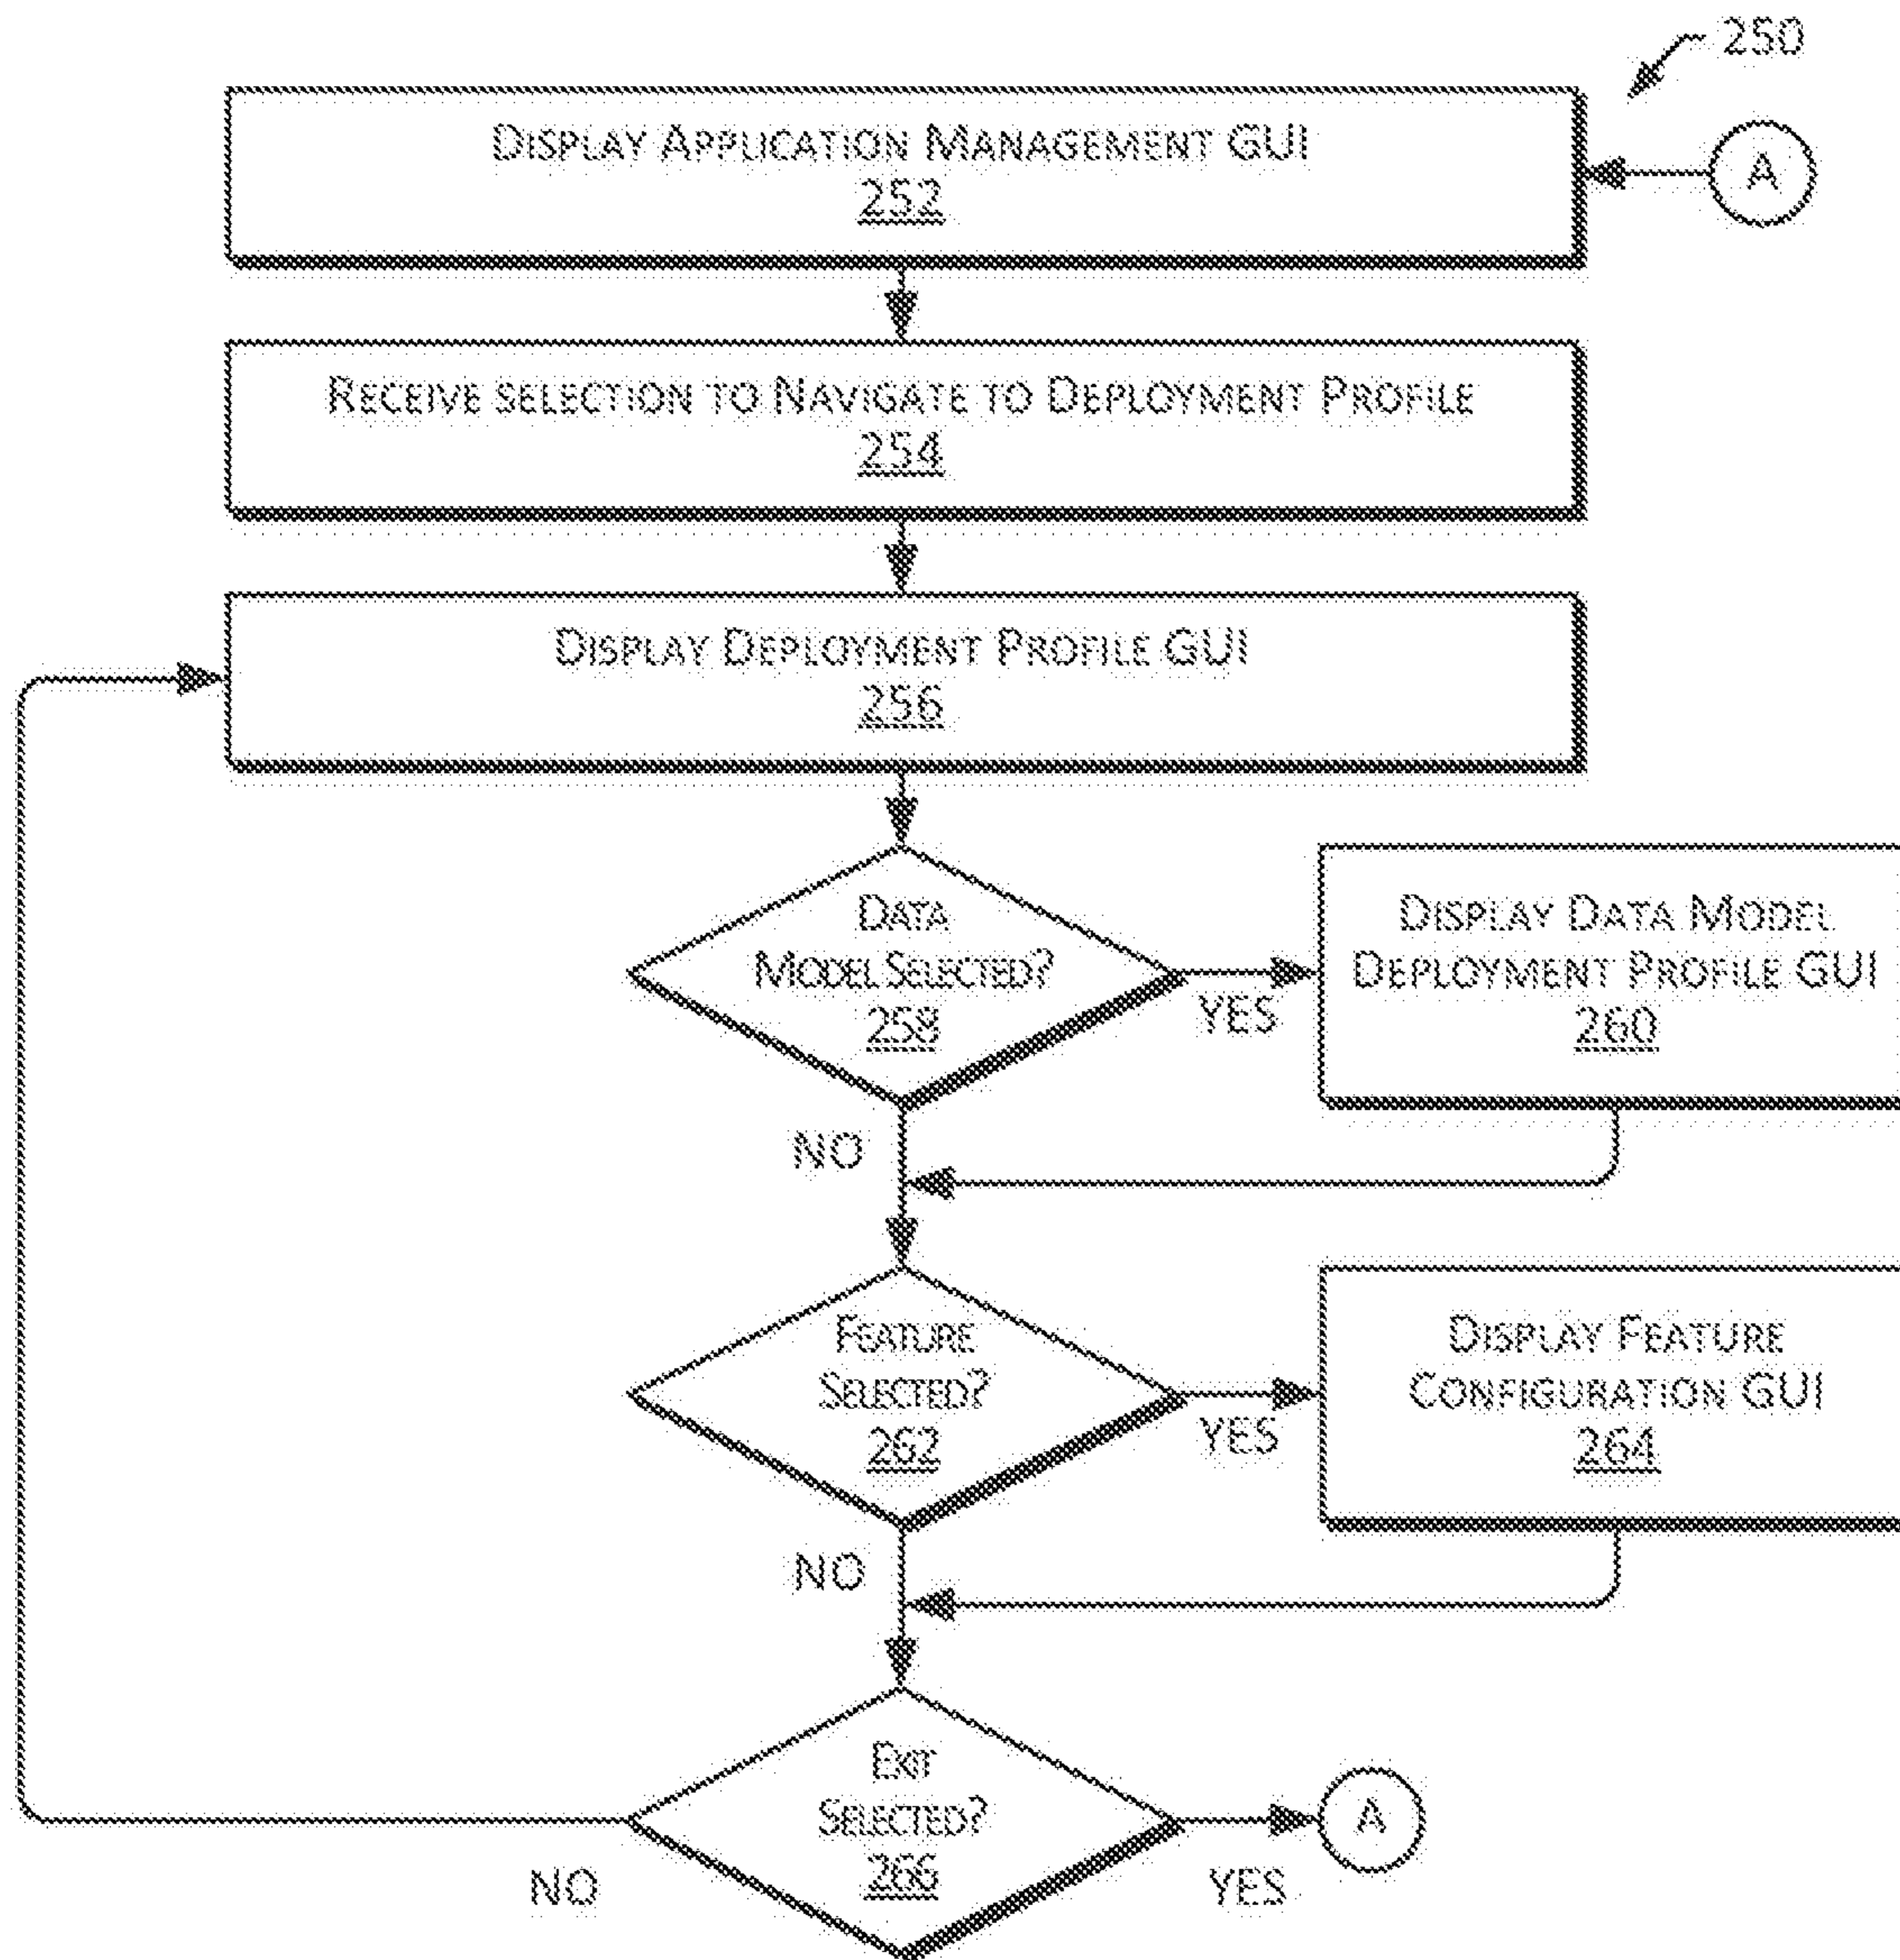 250
DISPLAY APPLICATION MANAGEMENT GUI
252
A
RECEIVE SELECTION TO NAVIGATE TO DEPLOYMENT PROFILE
254
DISPLAY DEPLOYMENT PROFILE GUI
256
DATA
MODEL SELECTED?
258
YES
DISPLAY DATA MODEL
DEPLOYMENT PROFILE GUI
260
NO
FEATURE
SELECTED?
262
YES
DISPLAY FEATURE
CONFIGURATION GUI
264
NO
EXIT
SELECTED?
266
NO
YES
A